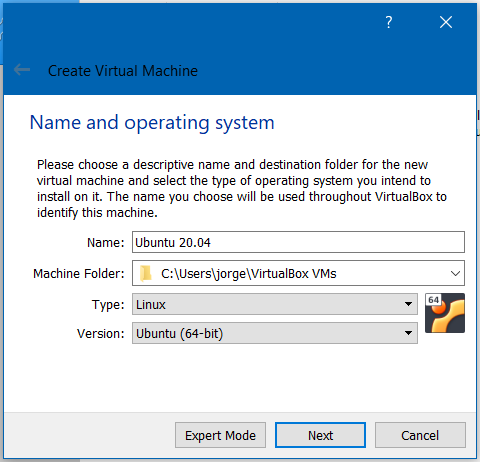 ?
Create Virtual Machine
Name and operating system
Please choose a descriptive name and destination folder for the new
virtual machine and select the type of operating system you intend to
install on it. The name you choose will be used throughout VirtualBox to
identify this machine.
Name: Ubuntu 20.04
Machine Folder: C:\Users\jorge\VirtualBox VMs
Type: Linux
64
Version: Ubuntu (64-bit)
Expert Mode Next Cancel